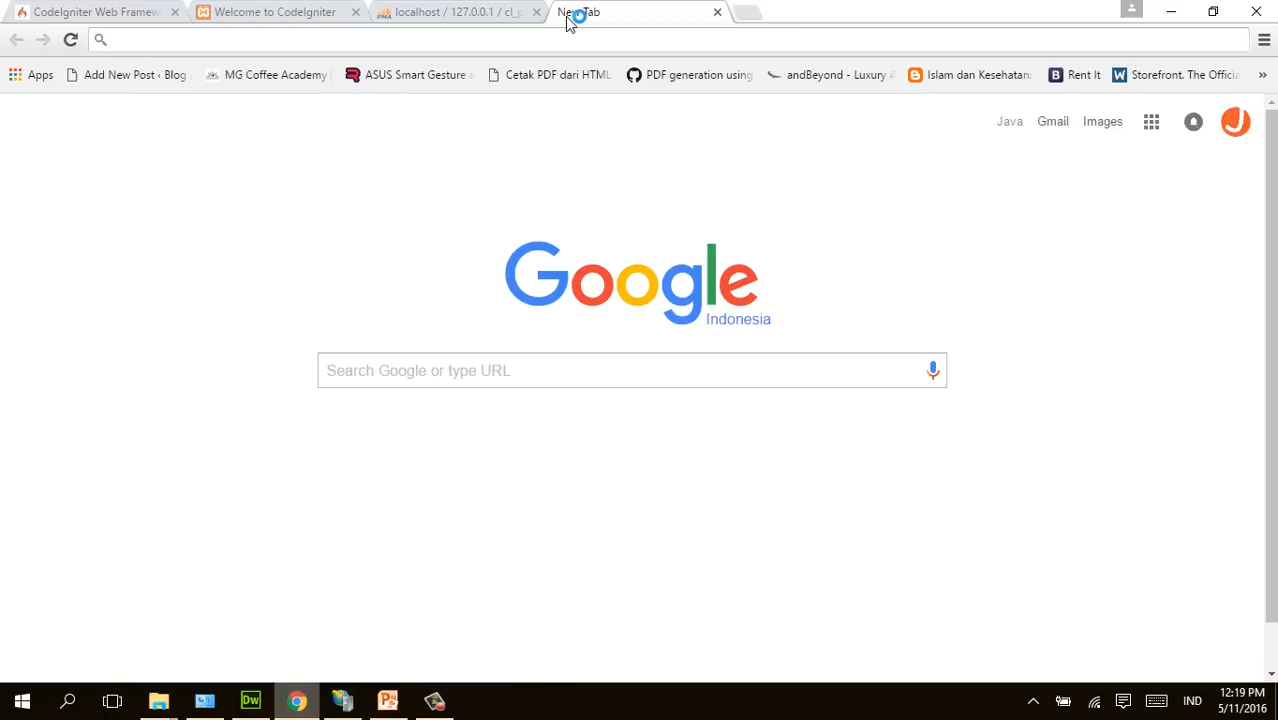 CodeIgniter Web Framew
Welcome to CodeIgniter
localhost / 127.0.0.1 / cl_p
New Tab
Apps
Add New Post ‹ Blog
MG Coffee Academy
ASUS Smart Gesture
Cetak PDF dari HTML
PDF generation using
andBeyond - Luxury A
Islam dan Kesehatan:
Rent It
Storefront. The Officia
»
Java
Gmail
Images
Google
Indonesia
Search Google or type URL
Dw
IND
12:19 PM
5/11/2016